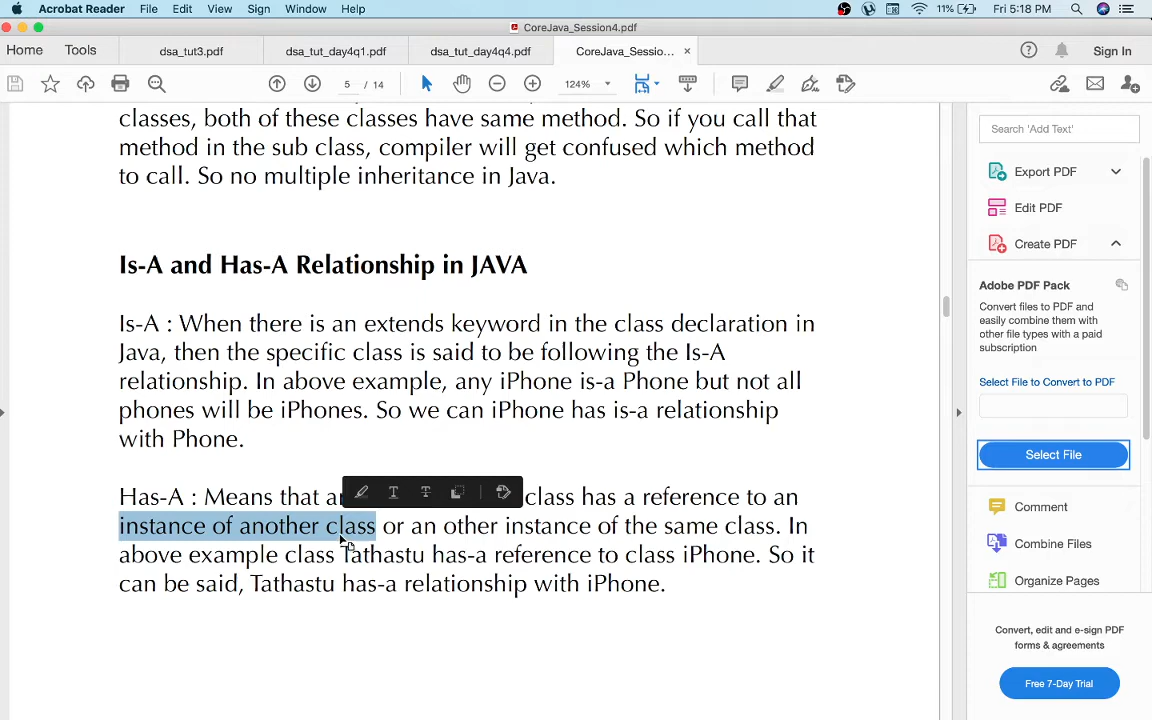 Acrobat Reader File Edit View Sign Window Help 11% Fri 5:18 PM
CoreJava_Session4.pdf
Home Tools dsa_tut3.pdf dsa_tut_day4q1.pdf dsa_tut_day4q4.pdf CoreJava_Sessio... × Sign In
5 / 14 124%
classes, both of these classes have same method. So if you call that
method in the sub class, compiler will get confused which method
to call. So no multiple inheritance in Java.
Is-A and Has-A Relationship in JAVA
Is-A : When there is an extends keyword in the class declaration in
Java, then the specific class is said to be following the Is-A
relationship. In above example, any iPhone is-a Phone but not all
phones will be iPhones. So we can iPhone has is-a relationship
with Phone.
Has-A : Means that class has a reference to an
instance of another class or an other instance of the same class. In
above example class Tathastu has-a reference to class iPhone. So it
can be said, Tathastu has-a relationship with iPhone.
Search 'Add Text'
Export PDF
Edit PDF
Create PDF
Adobe PDF Pack
Convert files to PDF and
easily combine them with
other file types with a paid
subscription
Select File to Convert to PDF
Select File
Comment
Combine Files
Organize Pages
Convert, edit and e-sign PDF
forms & agreements
Free 7-Day Trial